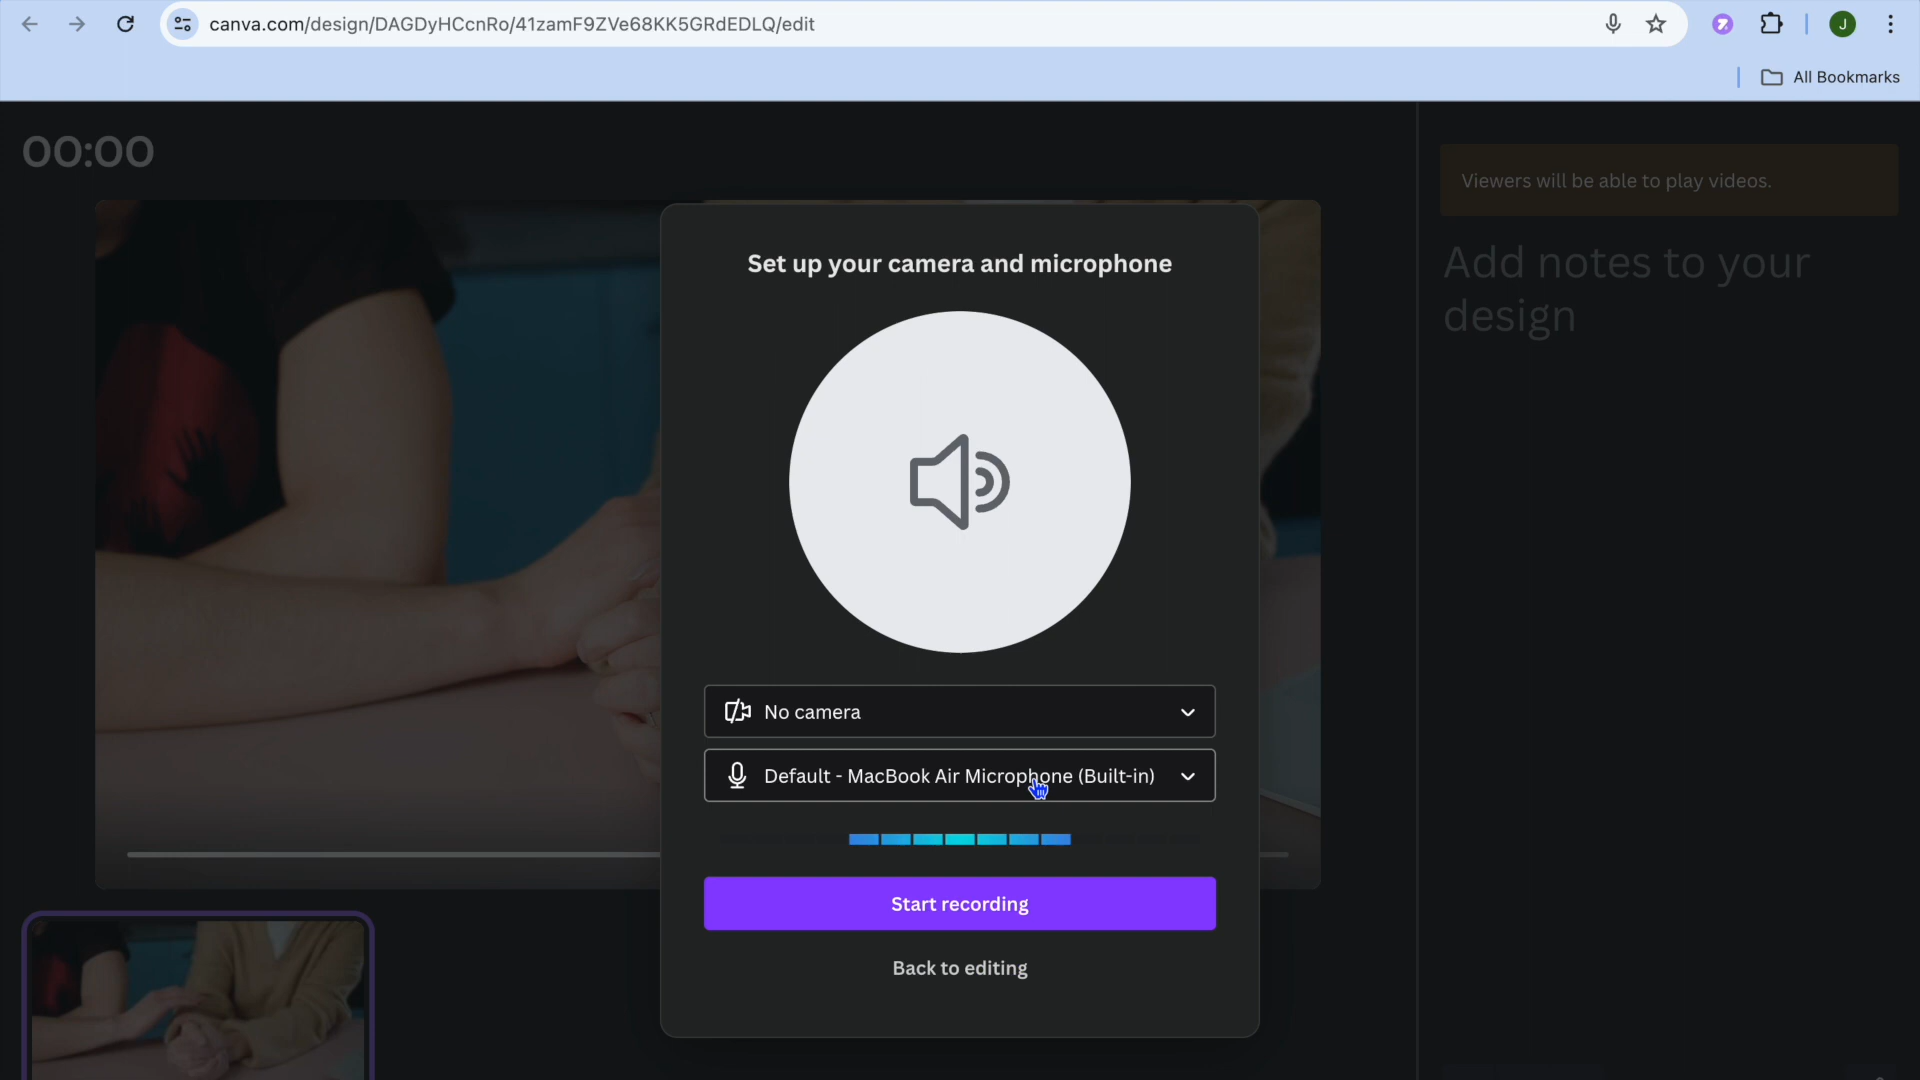 canva.com/design/DAGDyHCcnRo/41zamF9ZVe68KK5GRdEDLQ/edit
J
All Bookmarks
00:00
Viewers will be able to play videos.
Add notes to your
design
Set up your camera and microphone
No camera
Default - MacBook Air Microphone (Built-in)
Start recording
Back to editing